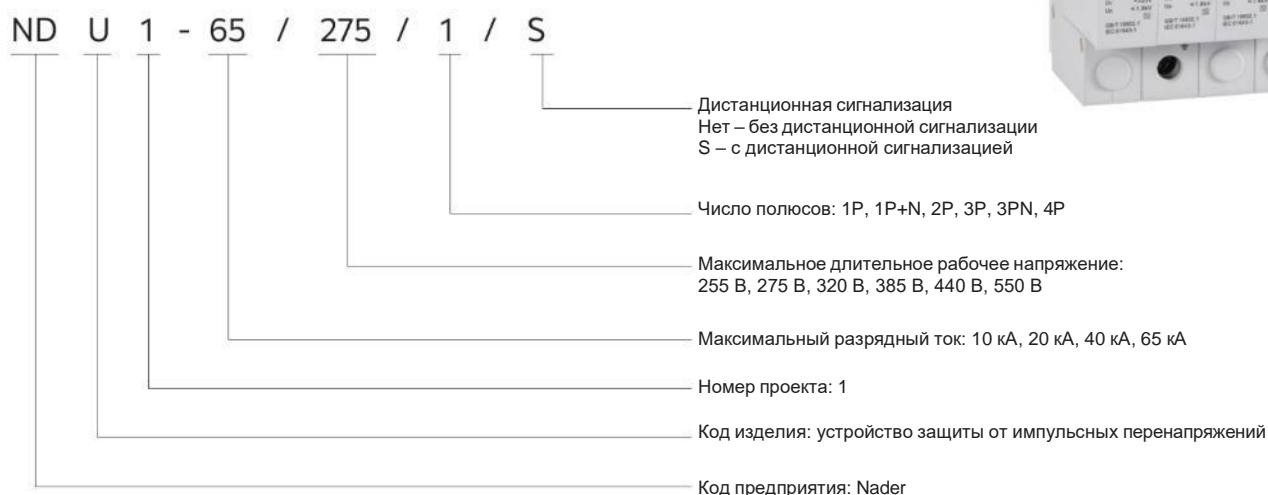 ND U 1 - 65 / 275 / 1 / S
Дистанционная сигнализация
Нет – без дистанционной сигнализации
S – с дистанционной сигнализацией
Число полюсов: 1P, 1P+N, 2P, 3P, 3PN, 4P
Максимальное длительное рабочее напряжение:
255 В, 275 В, 320 В, 385 В, 440 В, 550 В
Максимальный разрядный ток: 10 кА, 20 кА, 40 кА, 65 кА
Номер проекта: 1
Код изделия: устройство защиты от импульсных перенапряжений
Код предприятия: Nader